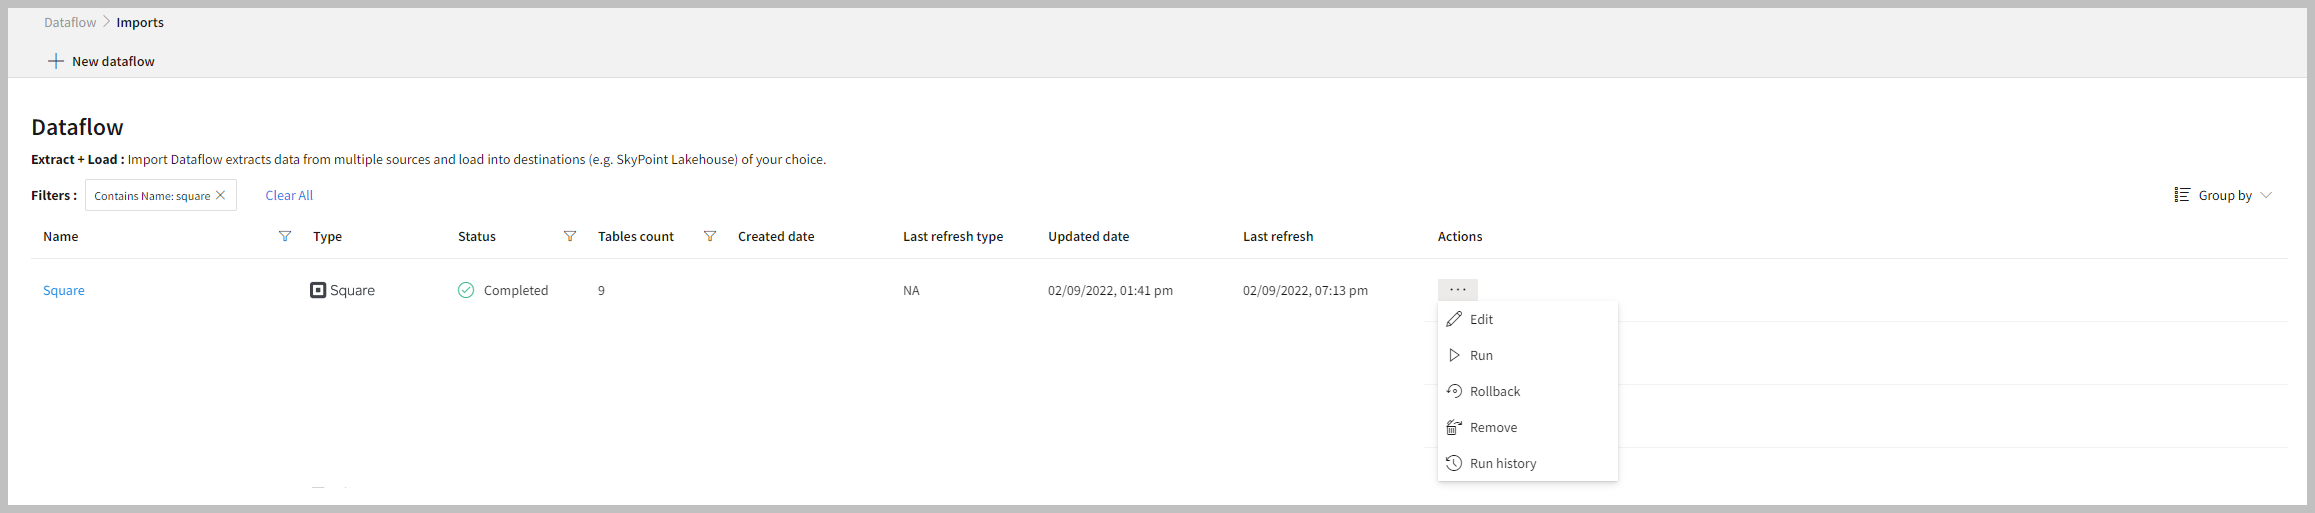 Dataflow > Imports
New dataflow
Dataflow
Extract + Load : Import Dataflow extracts data from multiple sources and load into destinations (e.g. SkyPoint Lakehouse) of your choice.
Filters : Contains Name: square Clear All Group by
Name Type Status Tables count Created date Last refresh type Updated date Last refresh Actions
Square Square Completed 9 NA 02/09/2022, 01:41 pm 02/09/2022, 07:13 pm ...
Edit
Run
Rollback
Remove
Run history